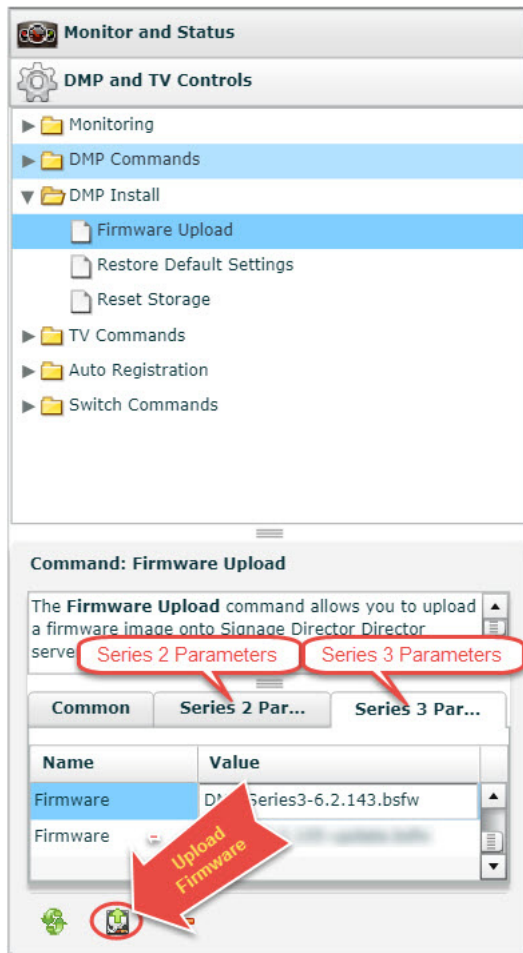 Monitor and Status
DMP and TV Controls
Monitoring
DMP Commands
DMP Install
Firmware Upload
Restore Default Settings
Reset Storage
TV Commands
Auto Registration
Switch Commands
Command: Firmware Upload
The Firmware Upload command allows you to upload
a firmware image onto Signage Director Director
Series 2 Parameters
Series 3 Parameters
Common
Series 2 Par...
Series 3 Par...
Name
Value
Firmware
Series3-6.2.143.bsfw
Firmware
Upload
Firmware